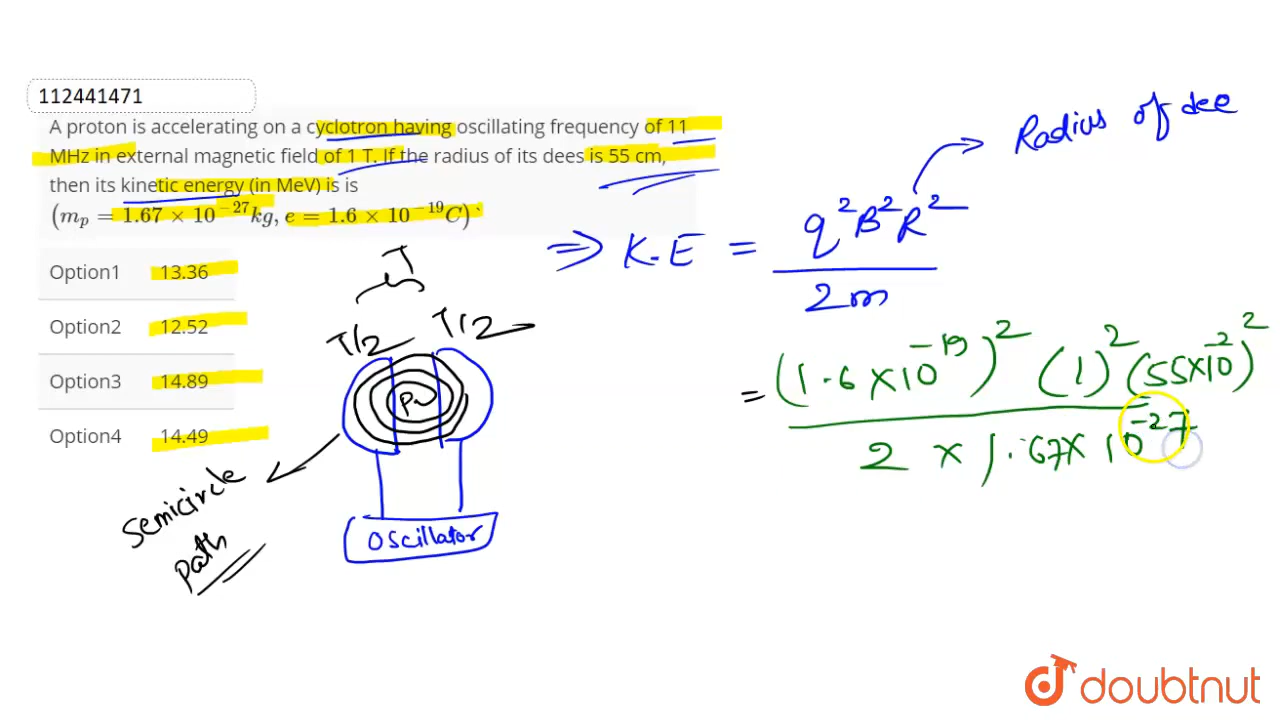 112441471
A proton is accelerating on a cyclotron having oscillating frequency of 11
MHz in external magnetic field of 1 T. If the radius of its dees is 55 cm,
then its kinetic energy (in MeV) is is
(m_p = 1.67 × 10^{-27} kg, e = 1.6 × 10^{-19} C)`
Option1 13.36
Option2 12.52
Option3 14.89
Option4 14.49
T
T/2 T/2
P
Oscillator
Semicircle
path
Radius of dee
⇒ K.E = q²B²R² / 2m
= (1.6 × 10^{-19})² (1)² (55×10^{-2})² / 2 × 1.67 × 10^{-27}
doubtnut